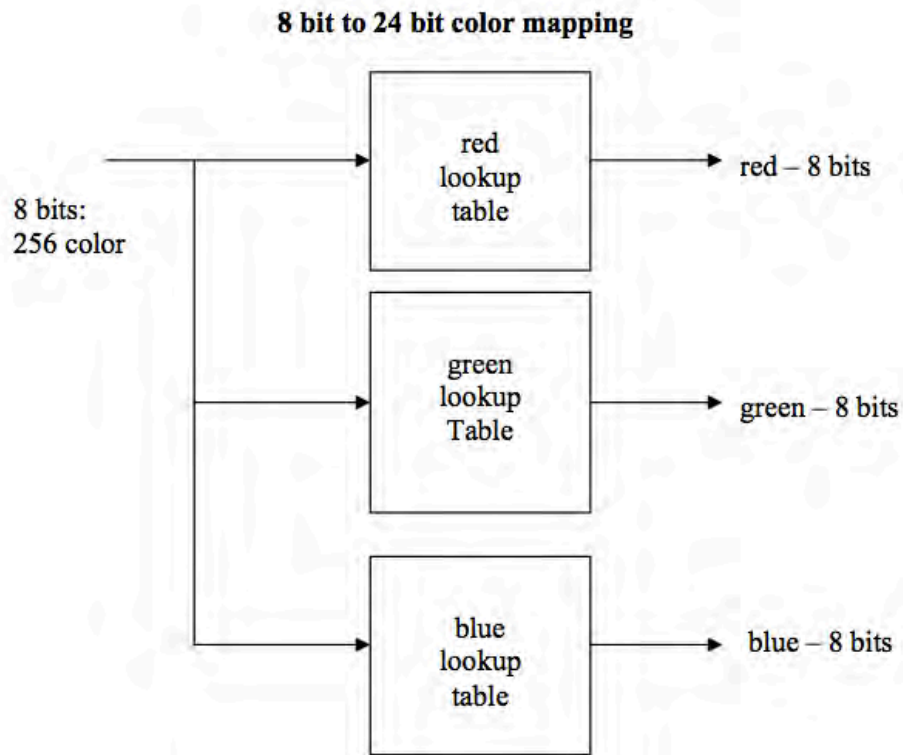 8 bit to 24 bit color mapping
red
lookup
table
red – 8 bits
8 bits:
256 color
green
lookup
Table
green – 8 bits
blue
lookup
table
blue – 8 bits